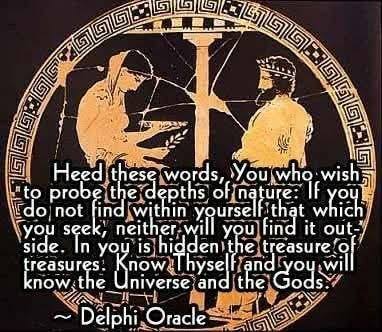 Heed these words, You who wish
to probe the depths of nature: If you
do not find within yourself that which
you seek, neither will you find it out-
side. In you is hidden the treasure of
treasures. Know Thyself and you will
know the Universe and the Gods.
~ Delphi Oracle